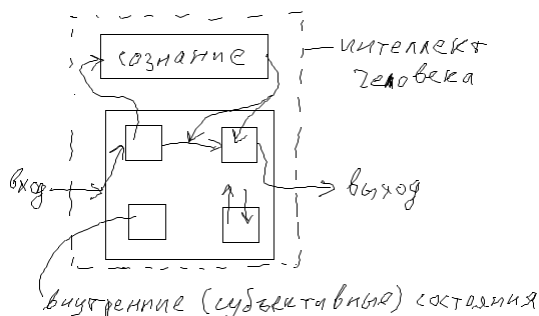 сознание
интеллект
человека
вход
выход
внутренние (субъективные) состояния